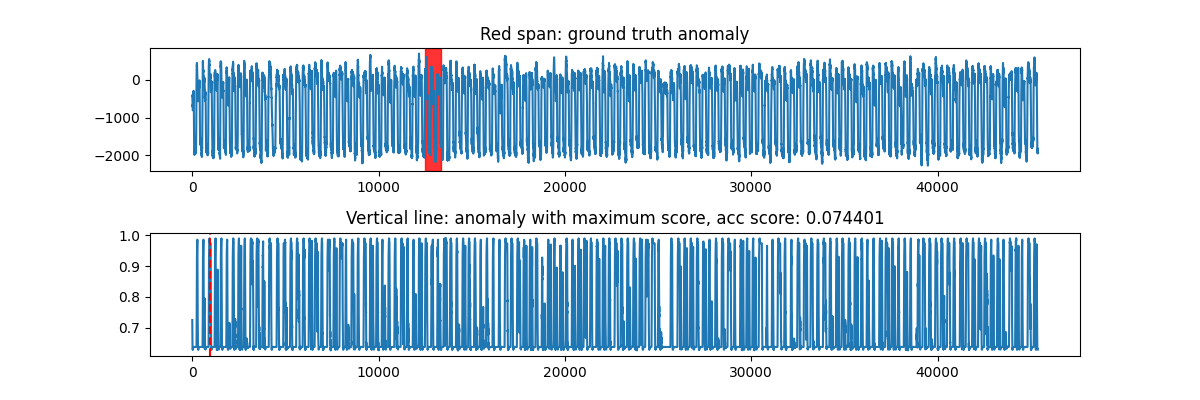 Red span: ground truth anomaly
0
−1000
−2000
0 10000 20000 30000 40000
Vertical line: anomaly with maximum score, acc score: 0.074401
1.0
0.9
0.8
0.7
0 10000 20000 30000 40000